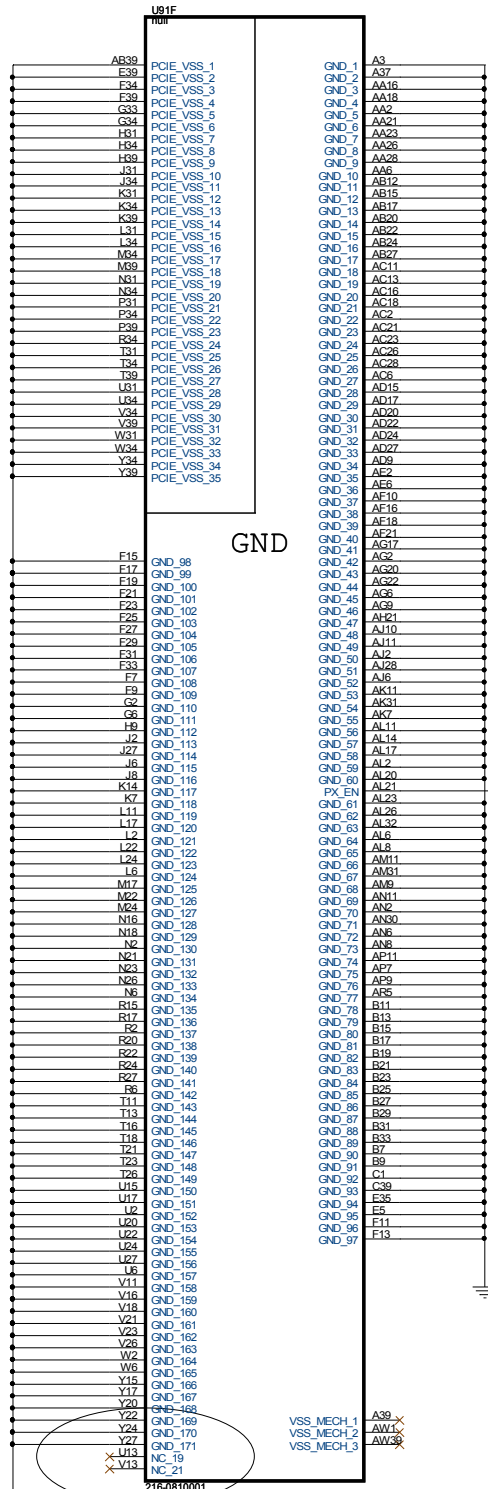 U91F
null
AB39 PCIE_VSS_1
E39 PCIE_VSS_2
F34 PCIE_VSS_3
F39 PCIE_VSS_4
G33 PCIE_VSS_5
G34 PCIE_VSS_6
H31 PCIE_VSS_7
H34 PCIE_VSS_8
H39 PCIE_VSS_9
J31 PCIE_VSS_10
J34 PCIE_VSS_11
K31 PCIE_VSS_12
K34 PCIE_VSS_13
K39 PCIE_VSS_14
L31 PCIE_VSS_15
L34 PCIE_VSS_16
M34 PCIE_VSS_17
M39 PCIE_VSS_18
N31 PCIE_VSS_19
N34 PCIE_VSS_20
P31 PCIE_VSS_21
P34 PCIE_VSS_22
P39 PCIE_VSS_23
R34 PCIE_VSS_24
T31 PCIE_VSS_25
T34 PCIE_VSS_26
T39 PCIE_VSS_27
U31 PCIE_VSS_28
U34 PCIE_VSS_29
V34 PCIE_VSS_30
V39 PCIE_VSS_31
W31 PCIE_VSS_32
W34 PCIE_VSS_33
Y34 PCIE_VSS_34
Y39 PCIE_VSS_35
GND
F15 GND_98
F17 GND_99
F19 GND_100
F21 GND_101
F23 GND_102
F25 GND_103
F27 GND_104
F29 GND_105
F31 GND_106
F33 GND_107
F7 GND_108
F9 GND_109
G2 GND_110
G6 GND_111
H9 GND_112
J2 GND_113
J27 GND_114
J6 GND_115
J8 GND_116
K14 GND_117
K7 GND_118
L11 GND_119
L17 GND_120
L2 GND_121
L22 GND_122
L24 GND_123
L6 GND_124
M17 GND_125
M22 GND_126
M24 GND_127
N16 GND_128
N18 GND_129
N2 GND_130
N21 GND_131
N23 GND_132
N26 GND_133
N6 GND_134
R15 GND_135
R17 GND_136
R2 GND_137
R20 GND_138
R22 GND_139
R24 GND_140
R27 GND_141
R6 GND_142
T11 GND_143
T13 GND_144
T16 GND_145
T18 GND_146
T21 GND_147
T23 GND_148
T26 GND_149
U15 GND_150
U17 GND_151
U2 GND_152
U20 GND_153
U22 GND_154
U24 GND_155
U27 GND_156
U6 GND_157
V11 GND_158
V16 GND_159
V18 GND_160
V21 GND_161
V23 GND_162
V26 GND_163
W2 GND_164
W6 GND_165
Y15 GND_166
Y17 GND_167
Y20 GND_168
Y22 GND_169
Y24 GND_170
Y27 GND_171
U13 NC_19
V13 NC_21
GND_1 A3
GND_2 A37
GND_3 AA16
GND_4 AA18
GND_5 AA2
GND_6 AA21
GND_7 AA23
GND_8 AA26
GND_9 AA28
GND_10 AA6
GND_11 AB12
GND_12 AB15
GND_13 AB17
GND_14 AB20
GND_15 AB22
GND_16 AB24
GND_17 AB27
GND_18 AC11
GND_19 AC13
GND_20 AC16
GND_21 AC18
GND_22 AC2
GND_23 AC21
GND_24 AC23
GND_25 AC26
GND_26 AC28
GND_27 AC6
GND_28 AD15
GND_29 AD17
GND_30 AD20
GND_31 AD22
GND_32 AD24
GND_33 AD27
GND_34 AD9
GND_35 AE2
GND_36 AE6
GND_37 AF10
GND_38 AF16
GND_39 AF18
GND_40 AF21
GND_41 AG17
GND_42 AG2
GND_43 AG20
GND_44 AG22
GND_45 AG6
GND_46 AG9
GND_47 AH21
GND_48 AJ10
GND_49 AJ11
GND_50 AJ2
GND_51 AJ28
GND_52 AJ6
GND_53 AK11
GND_54 AK31
GND_55 AK7
GND_56 AL11
GND_57 AL14
GND_58 AL17
GND_59 AL2
GND_60 AL20
PX_EN AL21
GND_61 AL23
GND_62 AL26
GND_63 AL32
GND_64 AL6
GND_65 AL8
GND_66 AM11
GND_67 AM31
GND_68 AM9
GND_69 AN11
GND_70 AN2
GND_71 AN30
GND_72 AN6
GND_73 AN8
GND_74 AP11
GND_75 AP7
GND_76 AP9
GND_77 AR5
GND_78 B11
GND_79 B13
GND_80 B15
GND_81 B17
GND_82 B19
GND_83 B21
GND_84 B23
GND_85 B25
GND_86 B27
GND_87 B29
GND_88 B31
GND_89 B33
GND_90 B7
GND_91 B9
GND_92 C1
GND_93 C39
GND_94 E35
GND_95 E5
GND_96 F11
GND_97 F13
VSS_MECH_1 A39
VSS_MECH_2 AW1
VSS_MECH_3 AW39
216-0810001